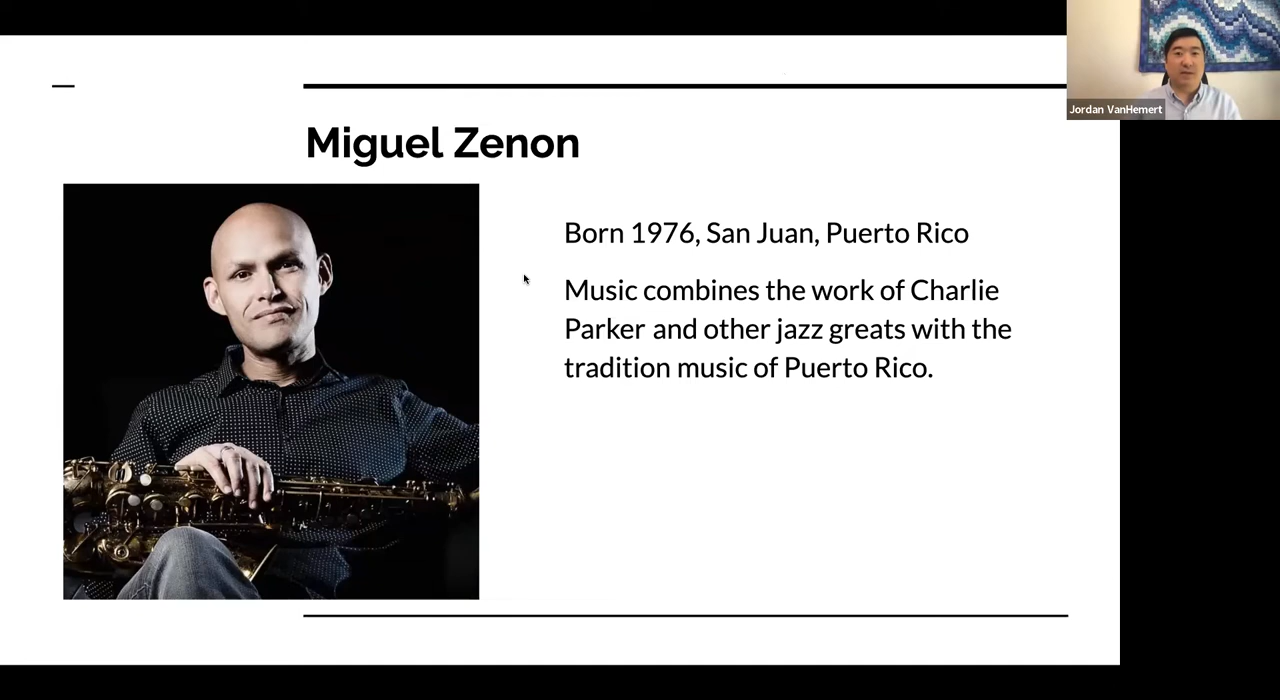 Jordan VanHemert
Miguel Zenon
Born 1976, San Juan, Puerto Rico
Music combines the work of Charlie
Parker and other jazz greats with the
tradition music of Puerto Rico.